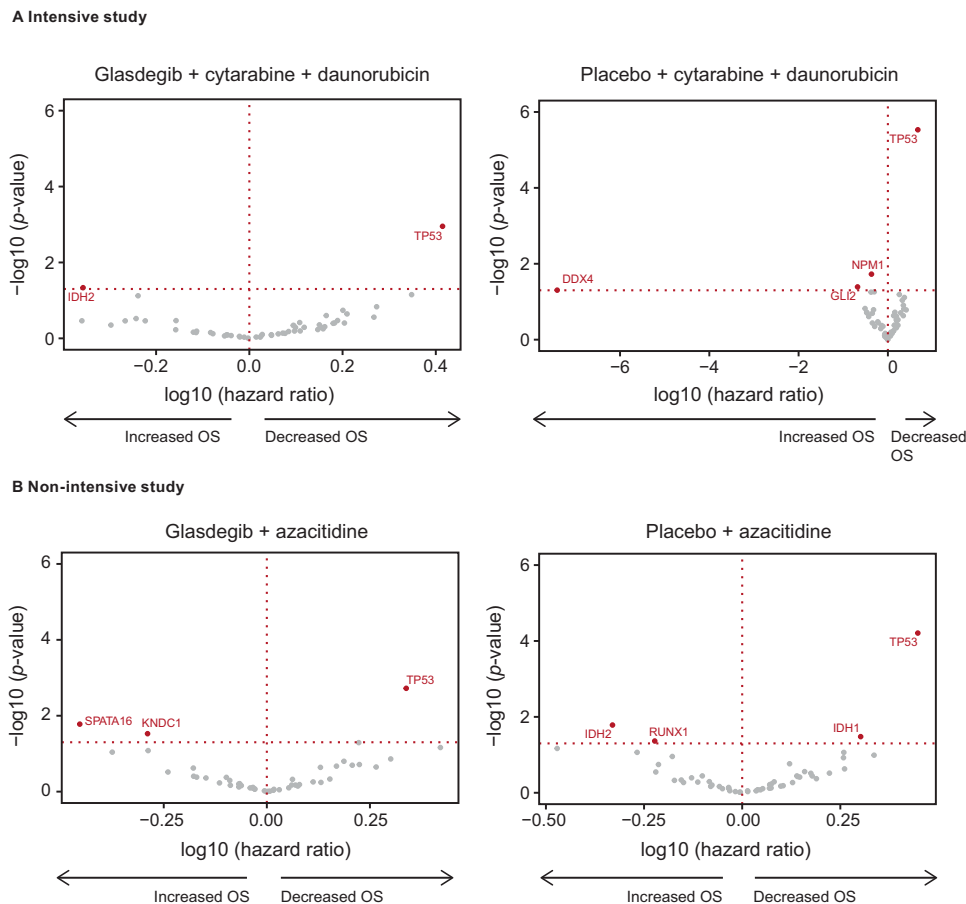 A Intensive study
Glasdegib + cytarabine + daunorubicin
−log10 (p-value)
6
4
2
0
TP53
IDH2
−0.2
0.0
0.2
0.4
log10 (hazard ratio)
Increased OS
Decreased OS
Placebo + cytarabine + daunorubicin
−log10 (p-value)
6
4
2
0
TP53
NPM1
DDX4
GLI2
−6
−4
−2
0
log10 (hazard ratio)
Increased OS
Decreased
OS
B Non-intensive study
Glasdegib + azacitidine
−log10 (p-value)
6
4
2
0
TP53
SPATA16
KNDC1
−0.25
0.00
0.25
log10 (hazard ratio)
Increased OS
Decreased OS
Placebo + azacitidine
−log10 (p-value)
6
4
2
0
TP53
IDH2
RUNX1
IDH1
−0.50
−0.25
0.00
0.25
log10 (hazard ratio)
Increased OS
Decreased OS